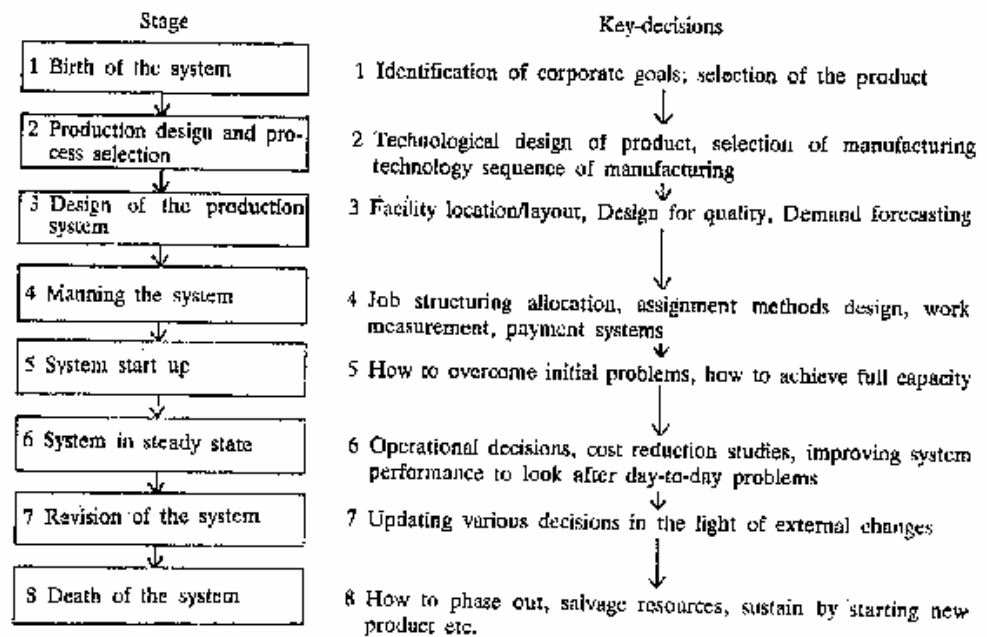 Stage
1 Birth of the system
2 Production design and pro-
cess selection
3 Design of the production
system
4 Manning the system
5 System start up
6 System in steady state
7 Revision of the system
8 Death of the system
Key-decisions
1 Identification of corporate goals; selection of the product
2 Technological design of product, selection of manufacturing
technology sequence of manufacturing
3 Facility location/layout, Design for quality, Demand forecasting
4 Job structuring allocation, assignment methods design, work
measurement, payment systems
5 How to overcome initial problems, how to achieve full capacity
6 Operational decisions, cost reduction studies, improving system
performance to look after day-to-day problems
7 Updating various decisions in the light of external changes
8 How to phase out, salvage resources, sustain by starting new
product etc.